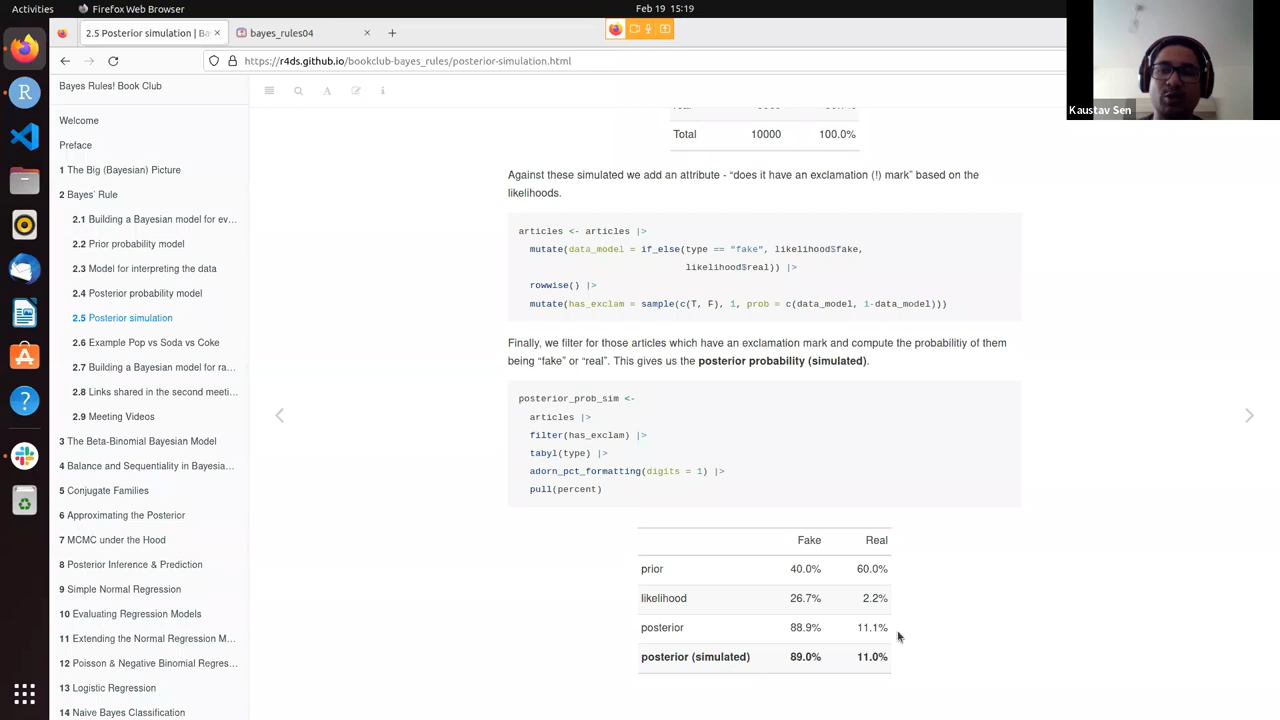 Activities
Firefox Web Browser
Feb 19 15:19
2.5 Posterior simulation | Ba
bayes_rules04
https://r4ds.github.io/bookclub-bayes_rules/posterior-simulation.html
Kaustav Sen
Bayes Rules! Book Club
Welcome
Preface
1 The Big (Bayesian) Picture
2 Bayes' Rule
2.1 Building a Bayesian model for ev...
2.2 Prior probability model
2.3 Model for interpreting the data
2.4 Posterior probability model
2.5 Posterior simulation
2.6 Example Pop vs Soda vs Coke
2.7 Building a Bayesian model for ra...
2.8 Links shared in the second meeti...
2.9 Meeting Videos
3 The Beta-Binomial Bayesian Model
4 Balance and Sequentiality in Bayesia...
5 Conjugate Families
6 Approximating the Posterior
7 MCMC under the Hood
8 Posterior Inference & Prediction
9 Simple Normal Regression
10 Evaluating Regression Models
11 Extending the Normal Regression M...
12 Poisson & Negative Binomial Regres...
13 Logistic Regression
14 Naive Bayes Classification
Total 10000 100.0%
Against these simulated we add an attribute - “does it have an exclamation (!) mark” based on the
likelihoods.
articles <- articles |>
mutate(data_model = if_else(type == "fake", likelihood$fake,
likelihood$real)) |>
rowwise() |>
mutate(has_exclam = sample(c(T, F), 1, prob = c(data_model, 1-data_model)))
Finally, we filter for those articles which have an exclamation mark and compute the probabilitiy of them
being “fake” or “real”. This gives us the posterior probability (simulated).
posterior_prob_sim <-
articles |>
filter(has_exclam) |>
tabyl(type) |>
adorn_pct_formatting(digits = 1) |>
pull(percent)
Fake Real
prior 40.0% 60.0%
likelihood 26.7% 2.2%
posterior 88.9% 11.1%
posterior (simulated) 89.0% 11.0%